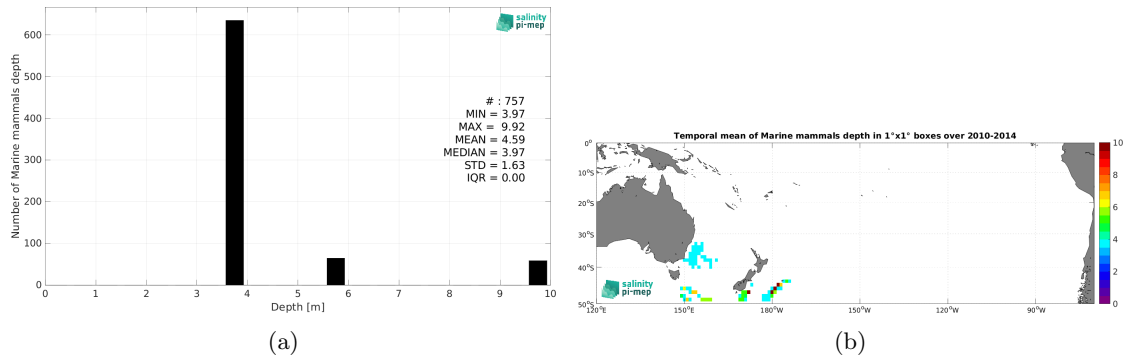 salinity
pi-mep
Number of Marine mammals depth
600
500
400
300
200
100
0
# : 757
MIN = 3.97
MAX = 9.92
MEAN = 4.59
MEDIAN = 3.97
STD = 1.63
IQR = 0.00
0 1 2 3 4 5 6 7 8 9 10
Depth [m]
(a)
Temporal mean of Marine mammals depth in 1°x1° boxes over 2010-2014
0°
10°S
20°S
30°S
40°S
50°S
120°E 150°E 180°W 150°W 120°W 90°W
10
8
6
4
2
0
salinity
pi-mep
(b)